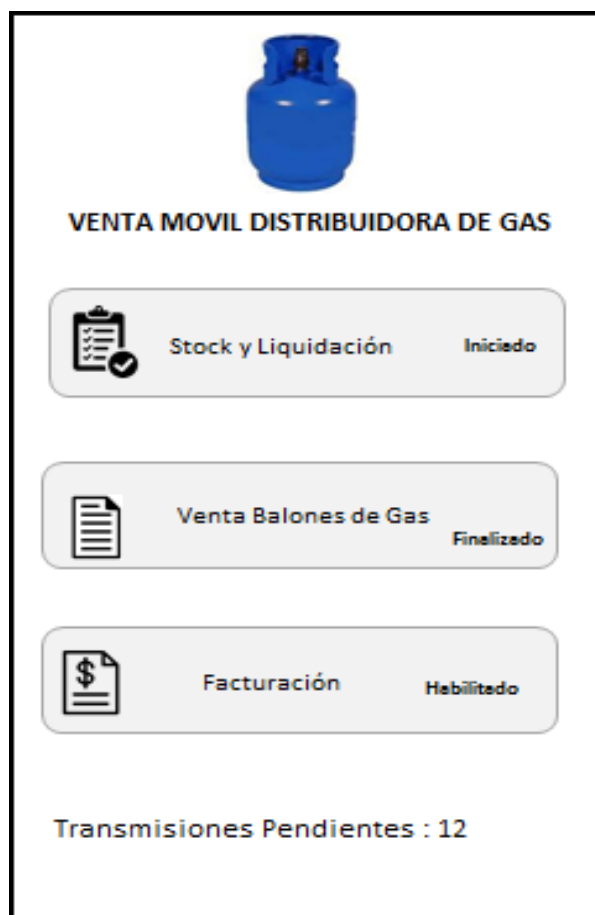 VENTA MOVIL DISTRIBUIDORA DE GAS
Stock y Liquidación Iniciado
Venta Balones de Gas
Finalizado
$
Facturación Habilitado
Transmisiones Pendientes : 12